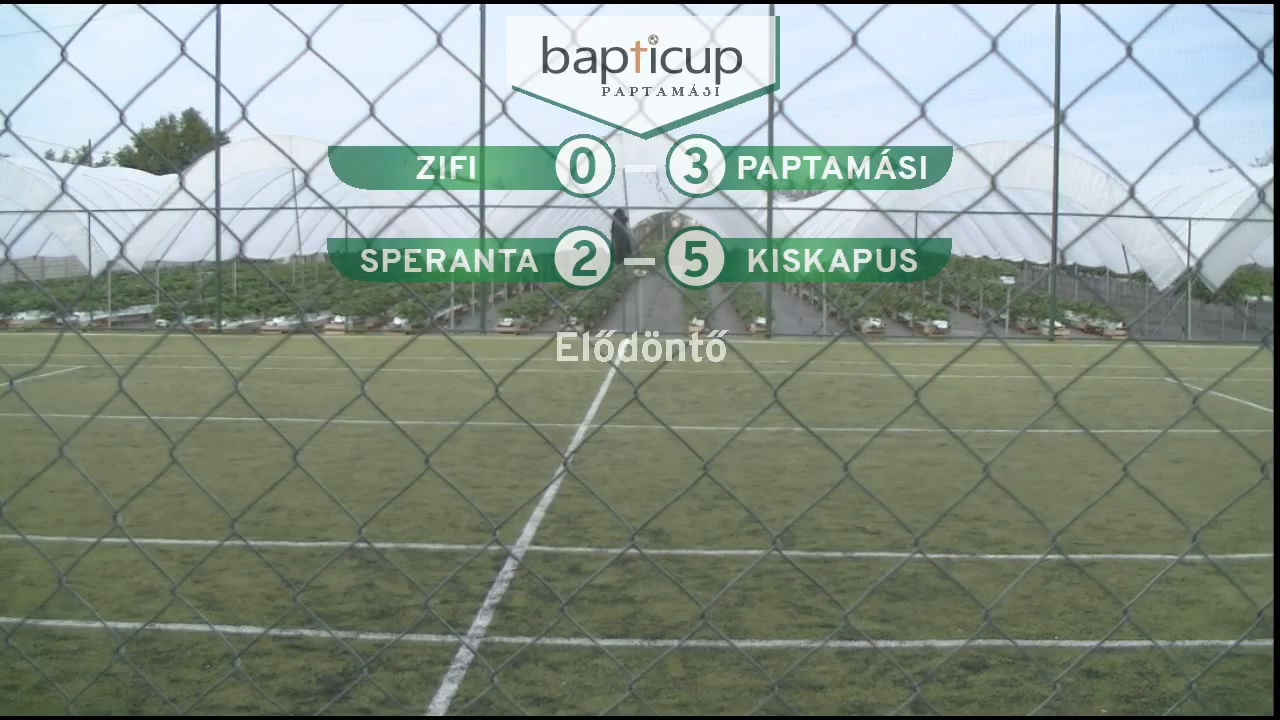 bapticup
PAPTAMÁSI
ZIFI 0 – 3 PAPTAMÁSI
SPERANTA 2 – 5 KISKAPUS
Elődöntő